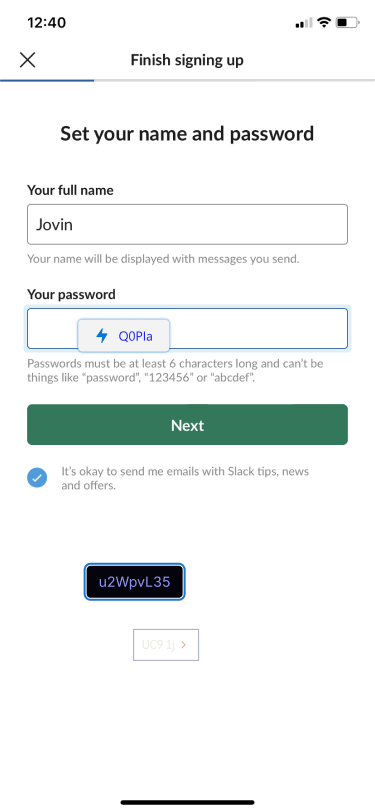 12:40
Finish signing up
Set your name and password
Your full name
Jovin
Your name will be displayed with messages you send.
Your password
Q0PIa
Passwords must be at least 6 characters long and can't be
things like “password”, “123456” or “abcdef”.
Next
It's okay to send me emails with Slack tips, news
and offers.
u2WpvL35
UC9 1j